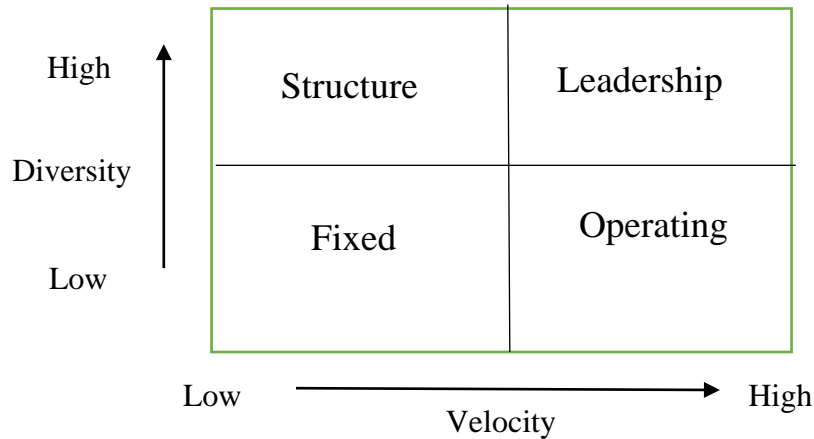 High
Structure
Leadership
Diversity
Fixed
Operating
Low
Low
High
Velocity